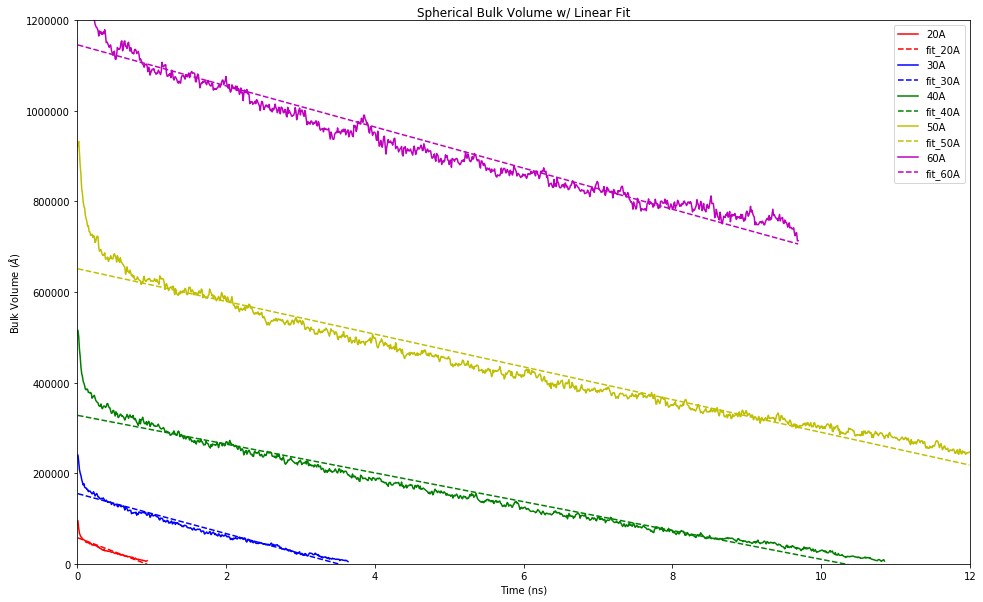 Spherical Bulk Volume w/ Linear Fit
1200000
1000000
800000
600000
400000
200000
0
Bulk Volume (Å)
0
2
4
6
8
10
12
Time (ns)
20A
fit_20A
30A
fit_30A
40A
fit_40A
50A
fit_50A
60A
fit_60A